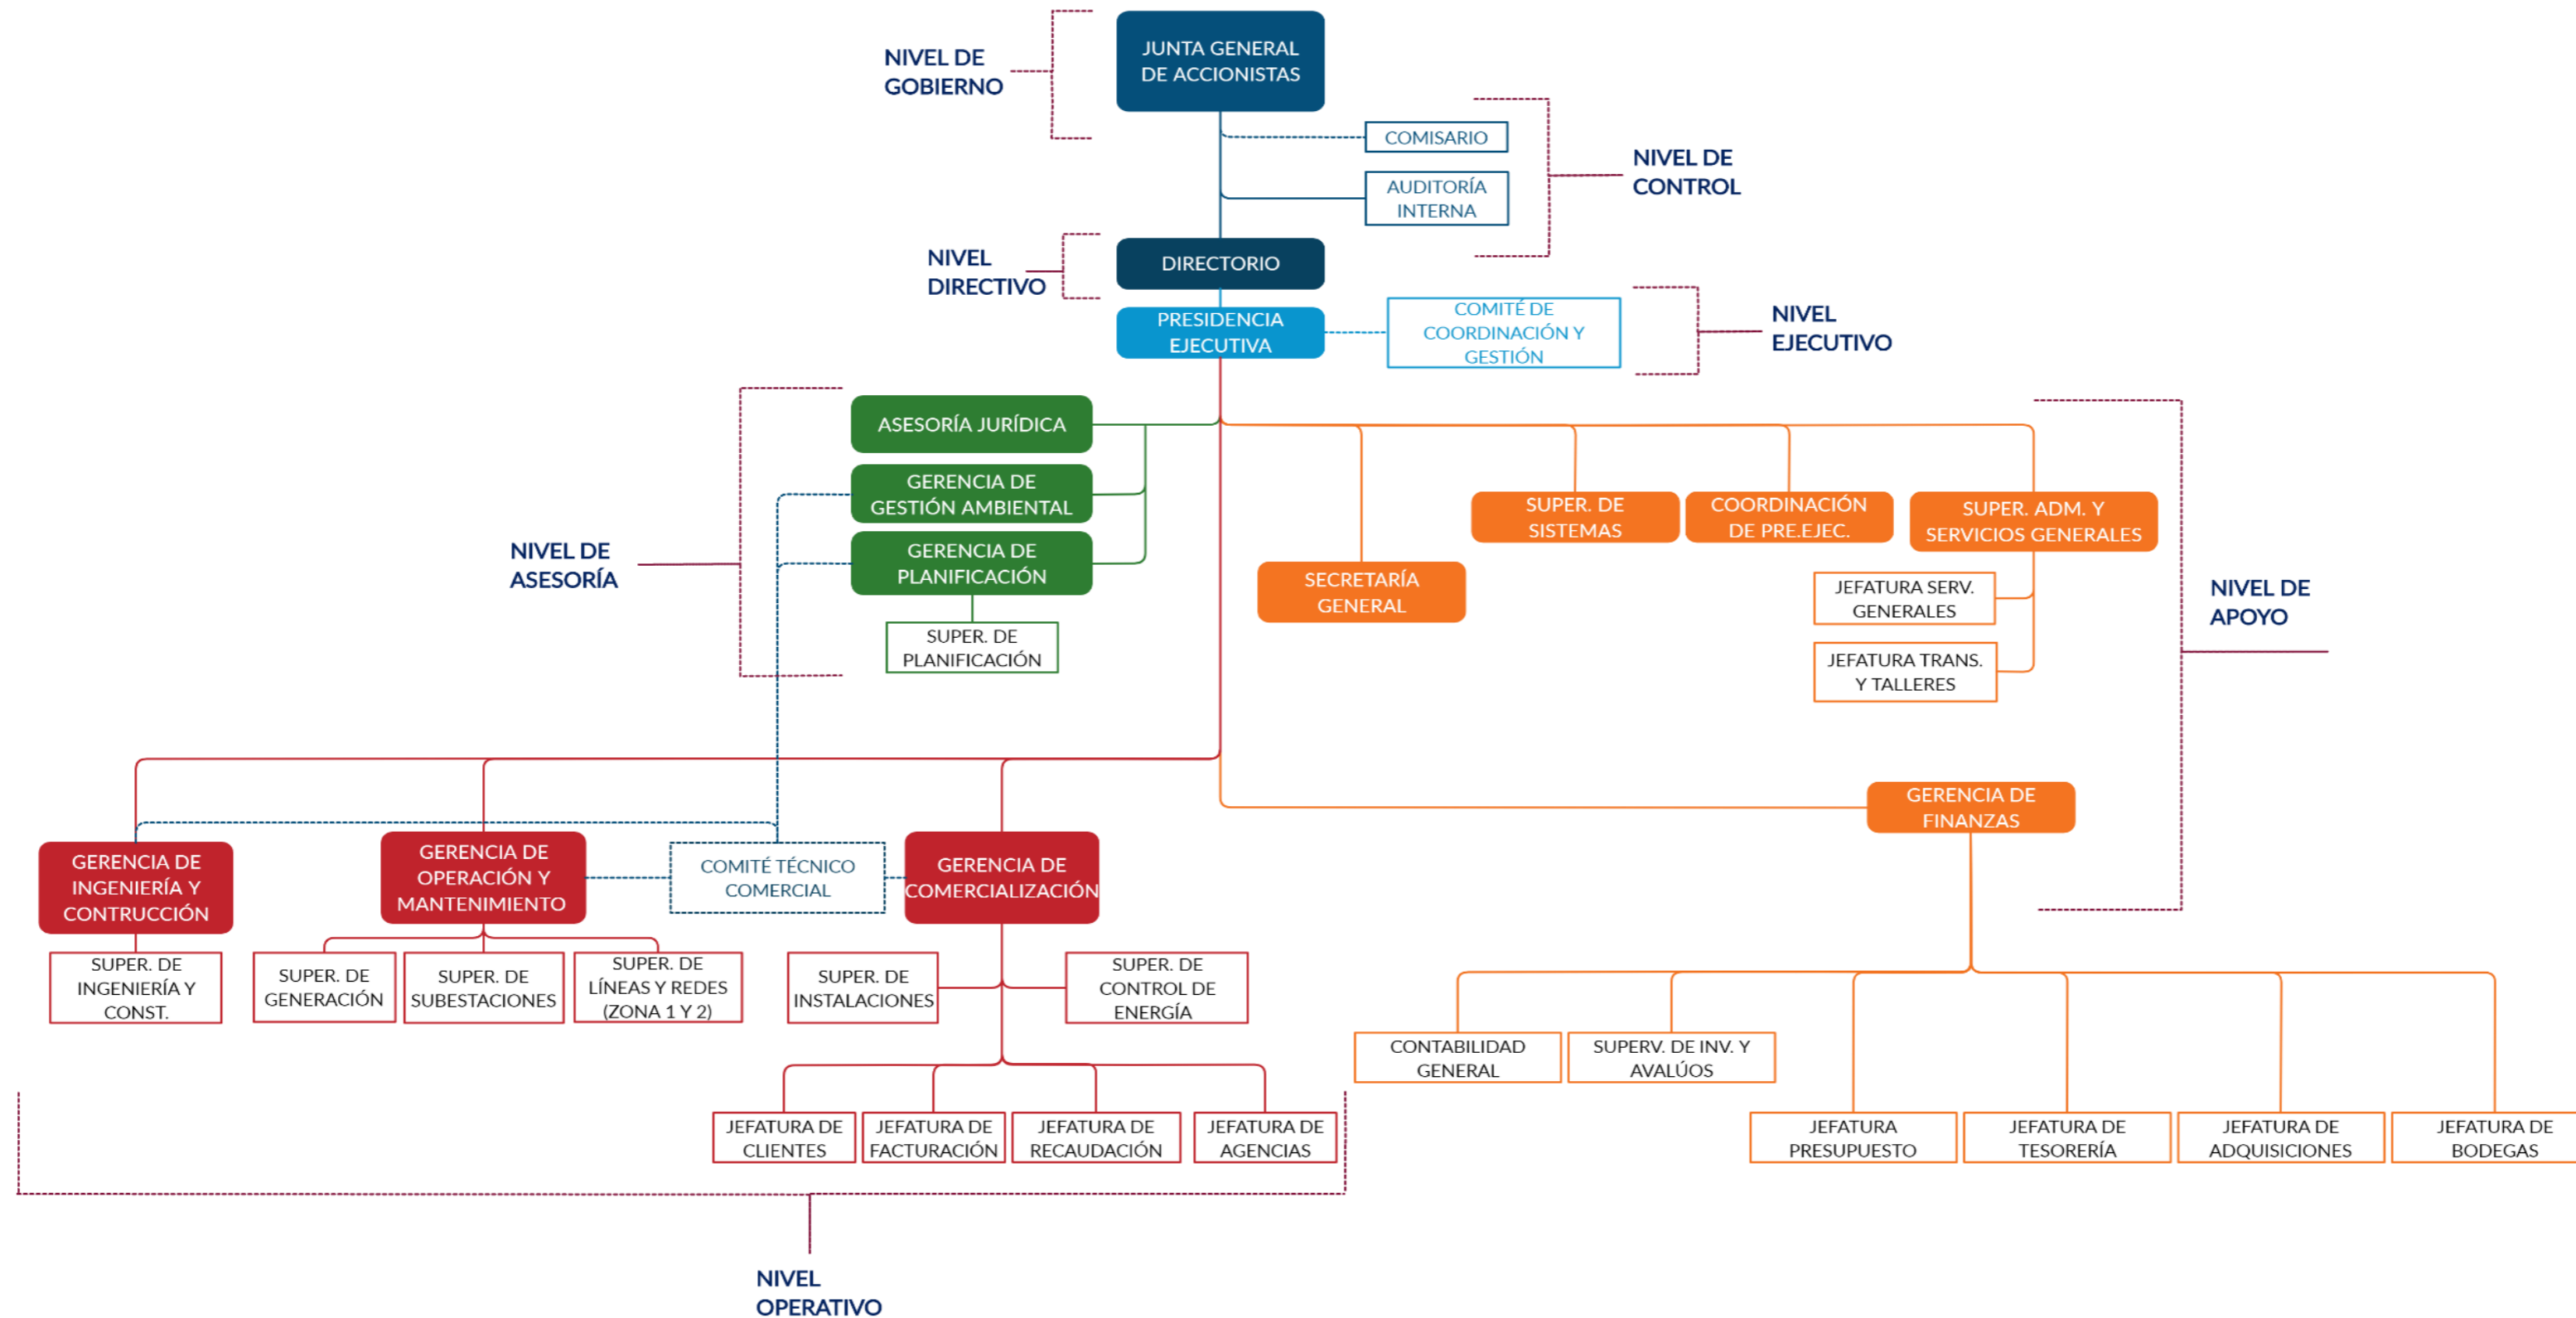 JUNTA GENERAL
DE ACCIONISTAS
NIVEL DE
GOBIERNO
COMISARIO
AUDITORÍA
INTERNA
NIVEL DE
CONTROL
NIVEL
DIRECTIVO
DIRECTORIO
PRESIDENCIA
EJECUTIVA
COMITÉ DE
COORDINACIÓN Y
GESTIÓN
NIVEL
EJECUTIVO
ASESORÍA JURÍDICA
GERENCIA DE
GESTIÓN AMBIENTAL
GERENCIA DE
PLANIFICACIÓN
SUPER. DE
PLANIFICACIÓN
NIVEL DE
ASESORÍA
SECRETARÍA
GENERAL
SUPER. DE
SISTEMAS
COORDINACIÓN
DE PRE.EJEC.
SUPER. ADM. Y
SERVICIOS GENERALES
JEFATURA SERV.
GENERALES
JEFATURA TRANS.
Y TALLERES
NIVEL DE
APOYO
GERENCIA DE
FINANZAS
GERENCIA DE
INGENIERÍA Y
CONTRUCCIÓN
GERENCIA DE
OPERACIÓN Y
MANTENIMIENTO
COMITÉ TÉCNICO
COMERCIAL
GERENCIA DE
COMERCIALIZACIÓN
SUPER. DE
INGENIERÍA Y
CONST.
SUPER. DE
GENERACIÓN
SUPER. DE
SUBESTACIONES
SUPER. DE
LÍNEAS Y REDES
(ZONA 1 Y 2)
SUPER. DE
INSTALACIONES
SUPER. DE
CONTROL DE
ENERGÍA
CONTABILIDAD
GENERAL
SUPERV. DE INV. Y
AVALÚOS
JEFATURA DE
CLIENTES
JEFATURA DE
FACTURACIÓN
JEFATURA DE
RECAUDACIÓN
JEFATURA DE
AGENCIAS
JEFATURA
PRESUPUESTO
JEFATURA DE
TESORERÍA
JEFATURA DE
ADQUISICIONES
JEFATURA DE
BODEGAS
NIVEL
OPERATIVO